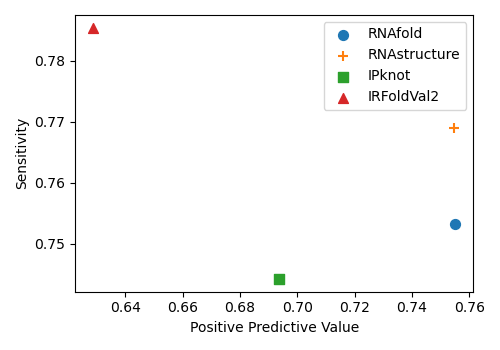 RNAfold
RNAstructure
IPknot
IRFoldVal2
Sensitivity
0.78
0.77
0.76
0.75
0.64 0.66 0.68 0.70 0.72 0.74 0.76
Positive Predictive Value